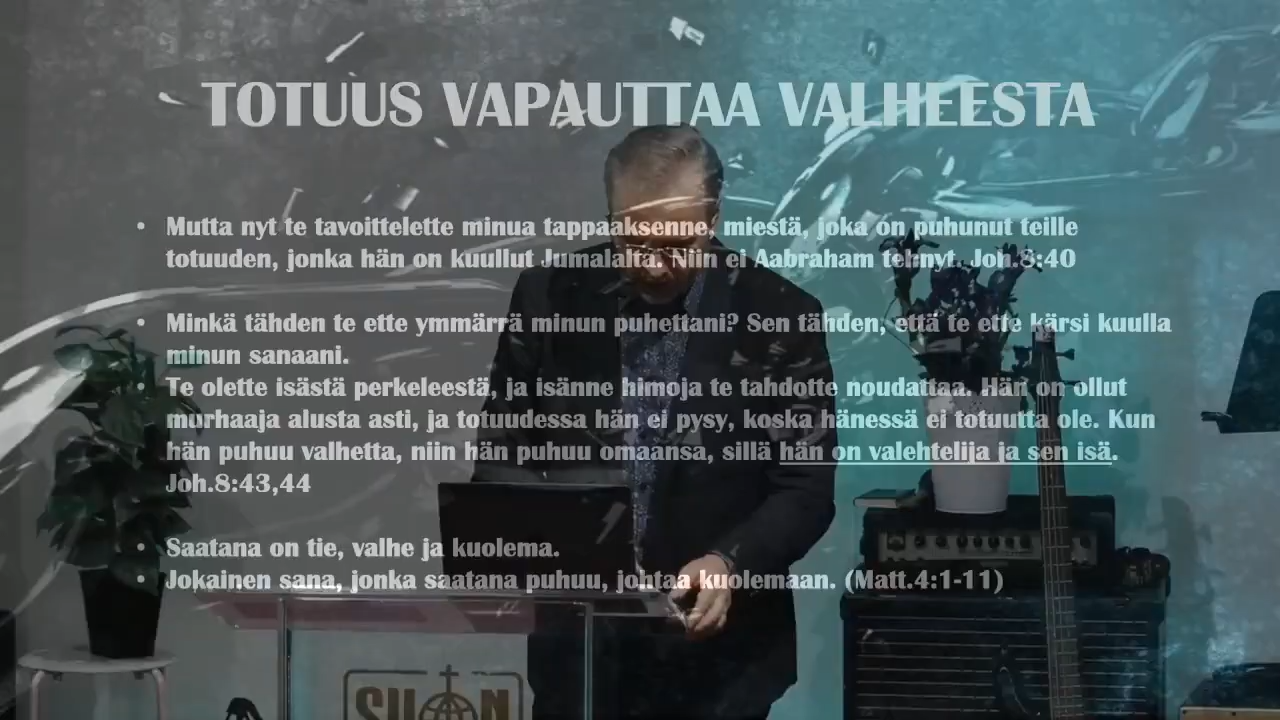 TOTUUS VAPAUTTAA VALHEESTA
• Mutta nyt te tavoittelette minua tappaaksenne, miestä, joka on puhunut teille
totuuden, jonka hän on kuullut Jumalalta. Niin ei Aabraham tehnyt. Joh.8:40
• Minkä tähden te ette ymmärrä minun puhettani? Sen tähden, että te ette kärsi kuulla
minun sanaani.
• Te olette isästä perkeleestä, ja isänne himoja te tahdotte noudattaa. Hän on ollut
murhaaja alusta asti, ja totuudessa hän ei pysy, koska hänessä ei totuutta ole. Kun
hän puhuu valhetta, niin hän puhuu omaansa, sillä hän on valehtelija ja sen isä.
Joh.8:43,44
• Saatana on tie, valhe ja kuolema.
• Jokainen sana, jonka saatana puhuu, johtaa kuolemaan. (Matt.4:1-11)